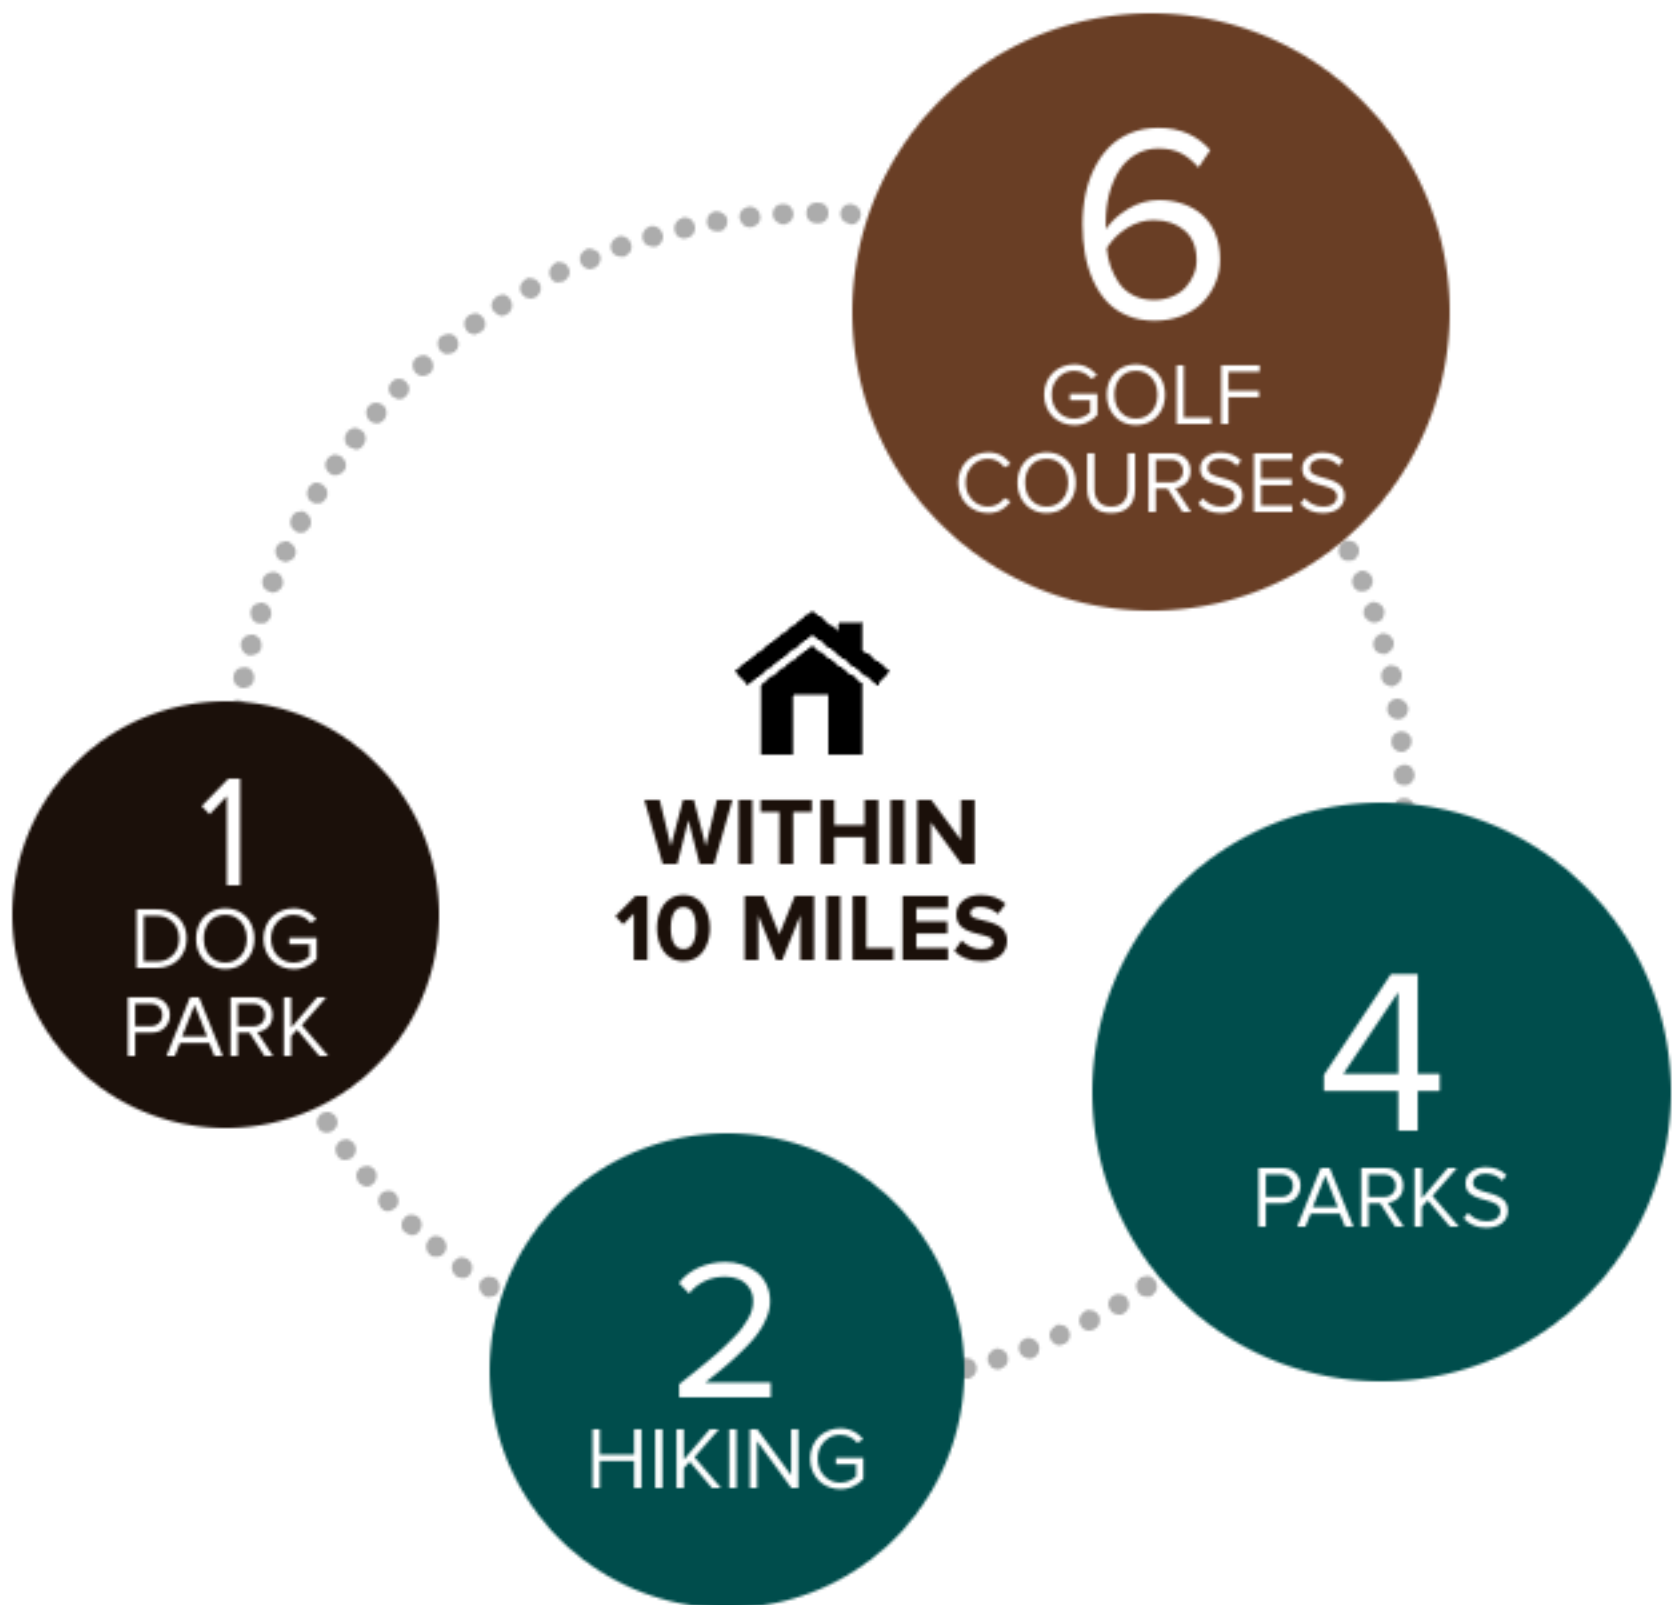 6
GOLF
COURSES
WITHIN
10 MILES
1
DOG
PARK
4
PARKS
2
HIKING